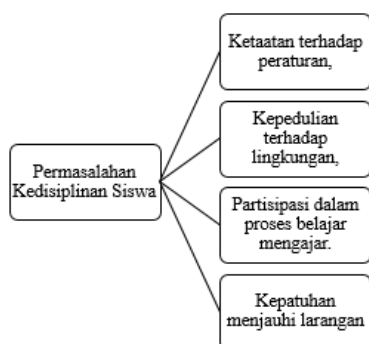 Permasalahan
Kedisiplinan Siswa
Ketaatan terhadap
peraturan,
Kepedulian
terhadap
lingkungan,
Partisipasi dalam
proses belajar
mengajar.
Kepatuhan
menjauhi larangan